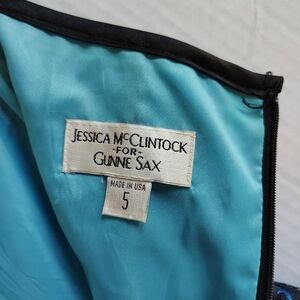 JESSICA McCLINTOCK
-FOR-
GUNNE SAX
MADE IN USA
5